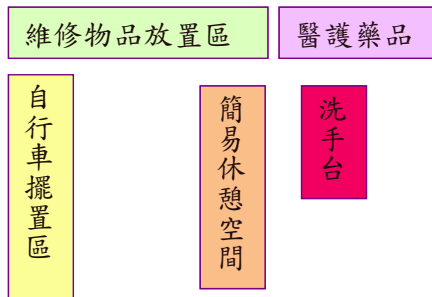 維修物品放置區
醫護藥品
自行車擺置區
簡易休憩空間
洗手台